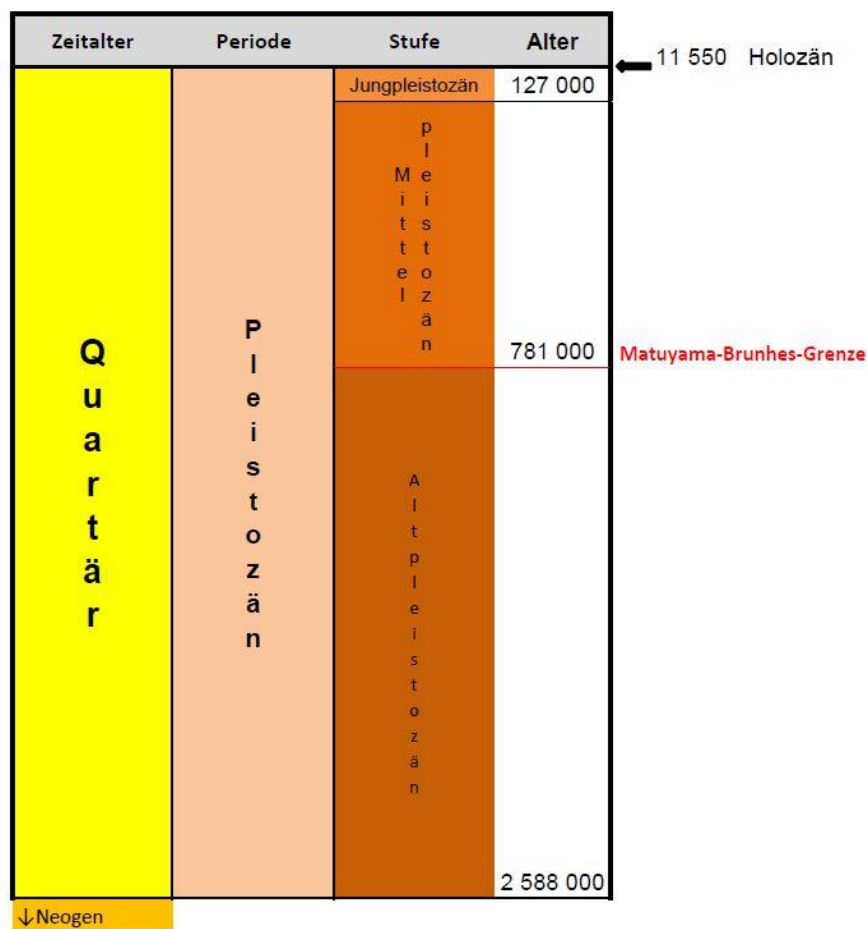 Zeitalter Periode Stufe Alter
11 550 Holozän
Jungpleistozän 127 000
Mittel
pleistozän
781 000 Matuyama-Brunhes-Grenze
Quartär
Pleistozän
Altpleistozän
2 588 000
↓Neogen